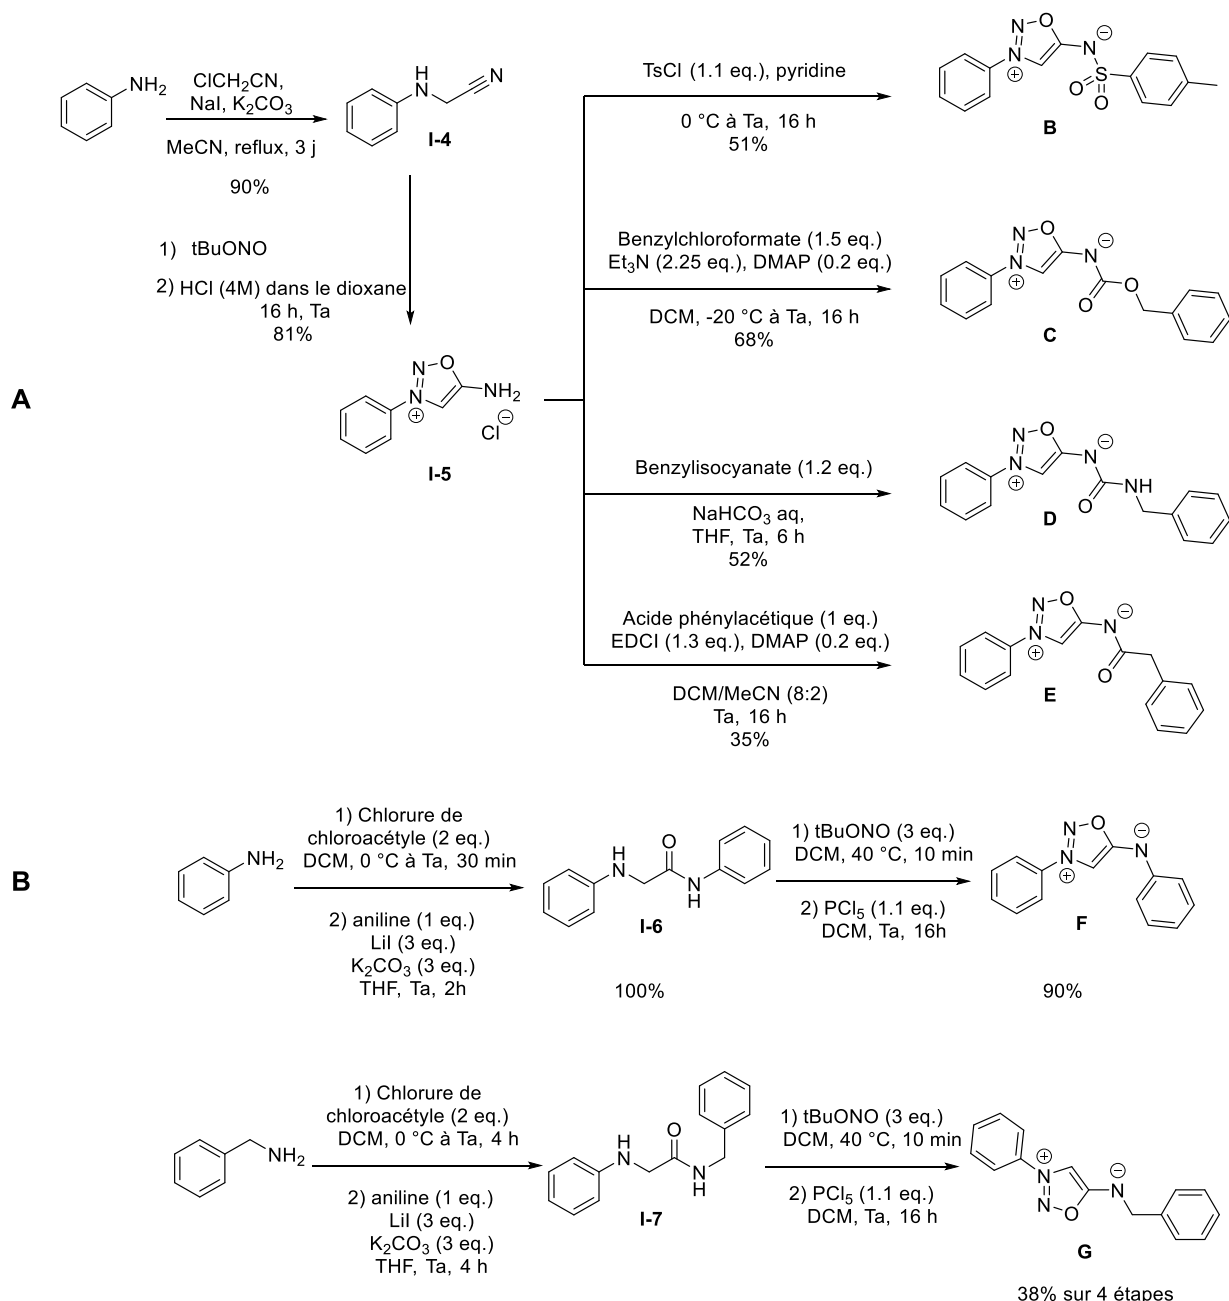 A
NH2
ClCH2CN,
NaI, K2CO3
MeCN, reflux, 3 j
90%
H
N
N
I-4
1) tBuONO
2) HCl (4M) dans le dioxane
16 h, Ta
81%
N O
N
+
NH2
Cl −
I-5
TsCl (1.1 eq.), pyridine
0 °C à Ta, 16 h
51%
N O
N
+
N −
S
O O
B
Benzylchloroformate (1.5 eq.)
Et3N (2.25 eq.), DMAP (0.2 eq.)
DCM, -20 °C à Ta, 16 h
68%
N O
N
+
N −
O
O
C
Benzylisocyanate (1.2 eq.)
NaHCO3 aq,
THF, Ta, 6 h
52%
N O
N
+
N −
NH
O
D
Acide phénylacétique (1 eq.)
EDCI (1.3 eq.), DMAP (0.2 eq.)
DCM/MeCN (8:2)
Ta, 16 h
35%
N O
N
+
N −
O
E
B
NH2
1) Chlorure de
chloroacétyle (2 eq.)
DCM, 0 °C à Ta, 30 min
2) aniline (1 eq.)
LiI (3 eq.)
K2CO3 (3 eq.)
THF, Ta, 2h
H
N
O
N
H
I-6
100%
1) tBuONO (3 eq.)
DCM, 40 °C, 10 min
2) PCl5 (1.1 eq.)
DCM, Ta, 16h
N O
N
+
N −
F
90%
NH2
1) Chlorure de
chloroacétyle (2 eq.)
DCM, 0 °C à Ta, 4 h
2) aniline (1 eq.)
LiI (3 eq.)
K2CO3 (3 eq.)
THF, Ta, 4 h
H
N
O
N
H
I-7
1) tBuONO (3 eq.)
DCM, 40 °C, 10 min
2) PCl5 (1.1 eq.)
DCM, Ta, 16 h
+
N
N O
N −
G
38% sur 4 étapes